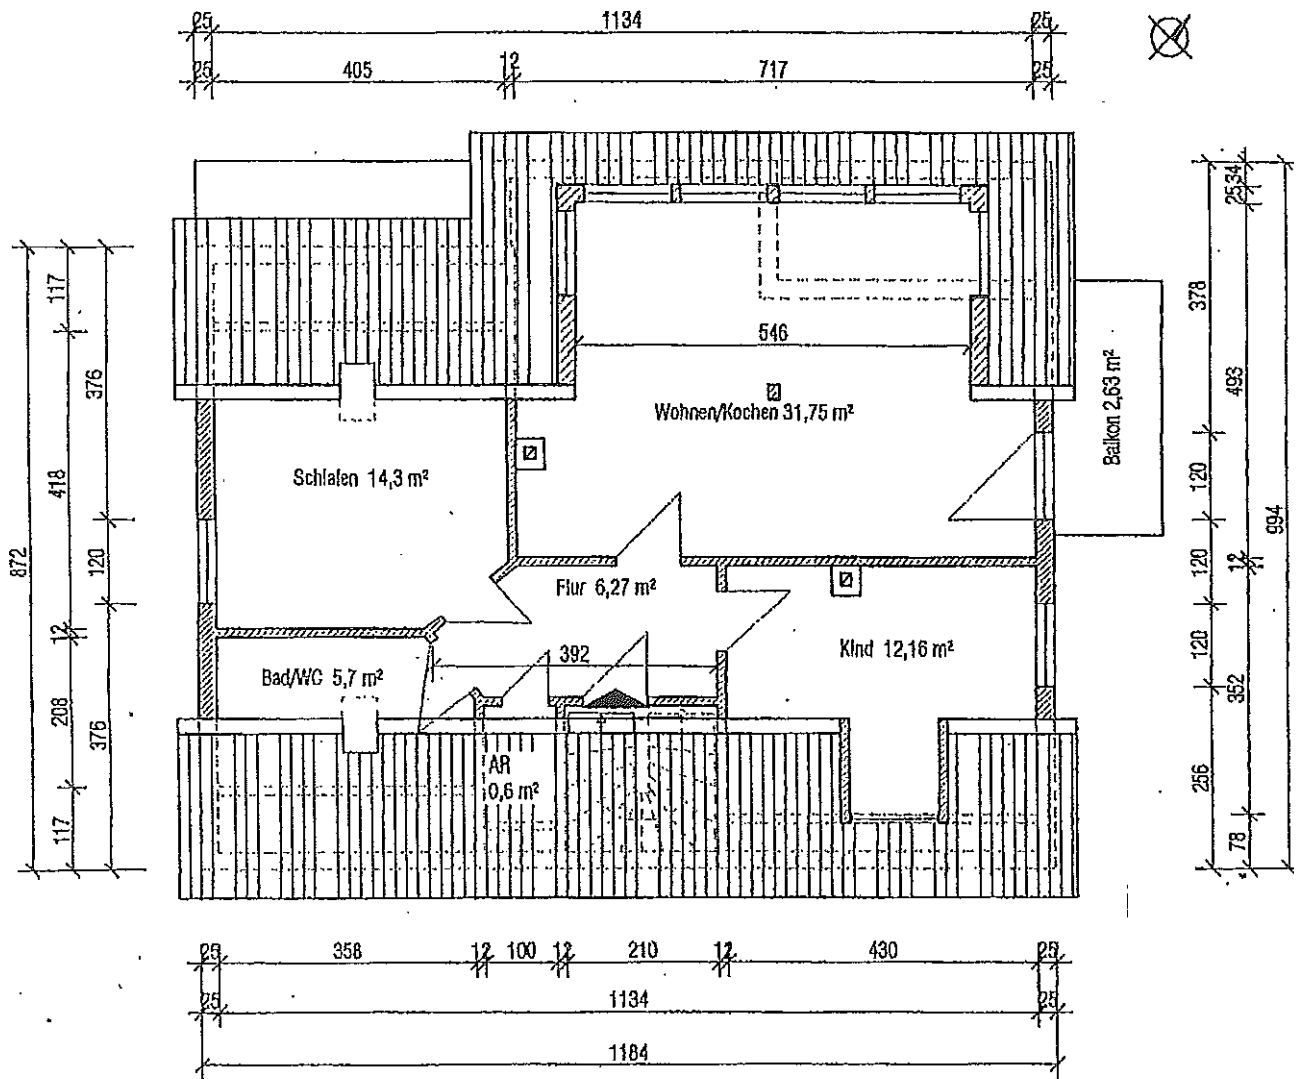 25 1134 25
25 405 12 717 25
872
117 418 12 208 117
376 120 376
378 120 120 120 256
34 25 493 12 352 78
994
546
Wohnen/Kochen 31,75 m²
Balkon 2,63 m²
Schlafen 14,3 m²
Flur 6,27 m²
Kind 12,16 m²
392
Bad/WC 5,7 m²
AR
0,6 m²
25 358 12 100 12 210 12 430 25
25 1134 25
1184